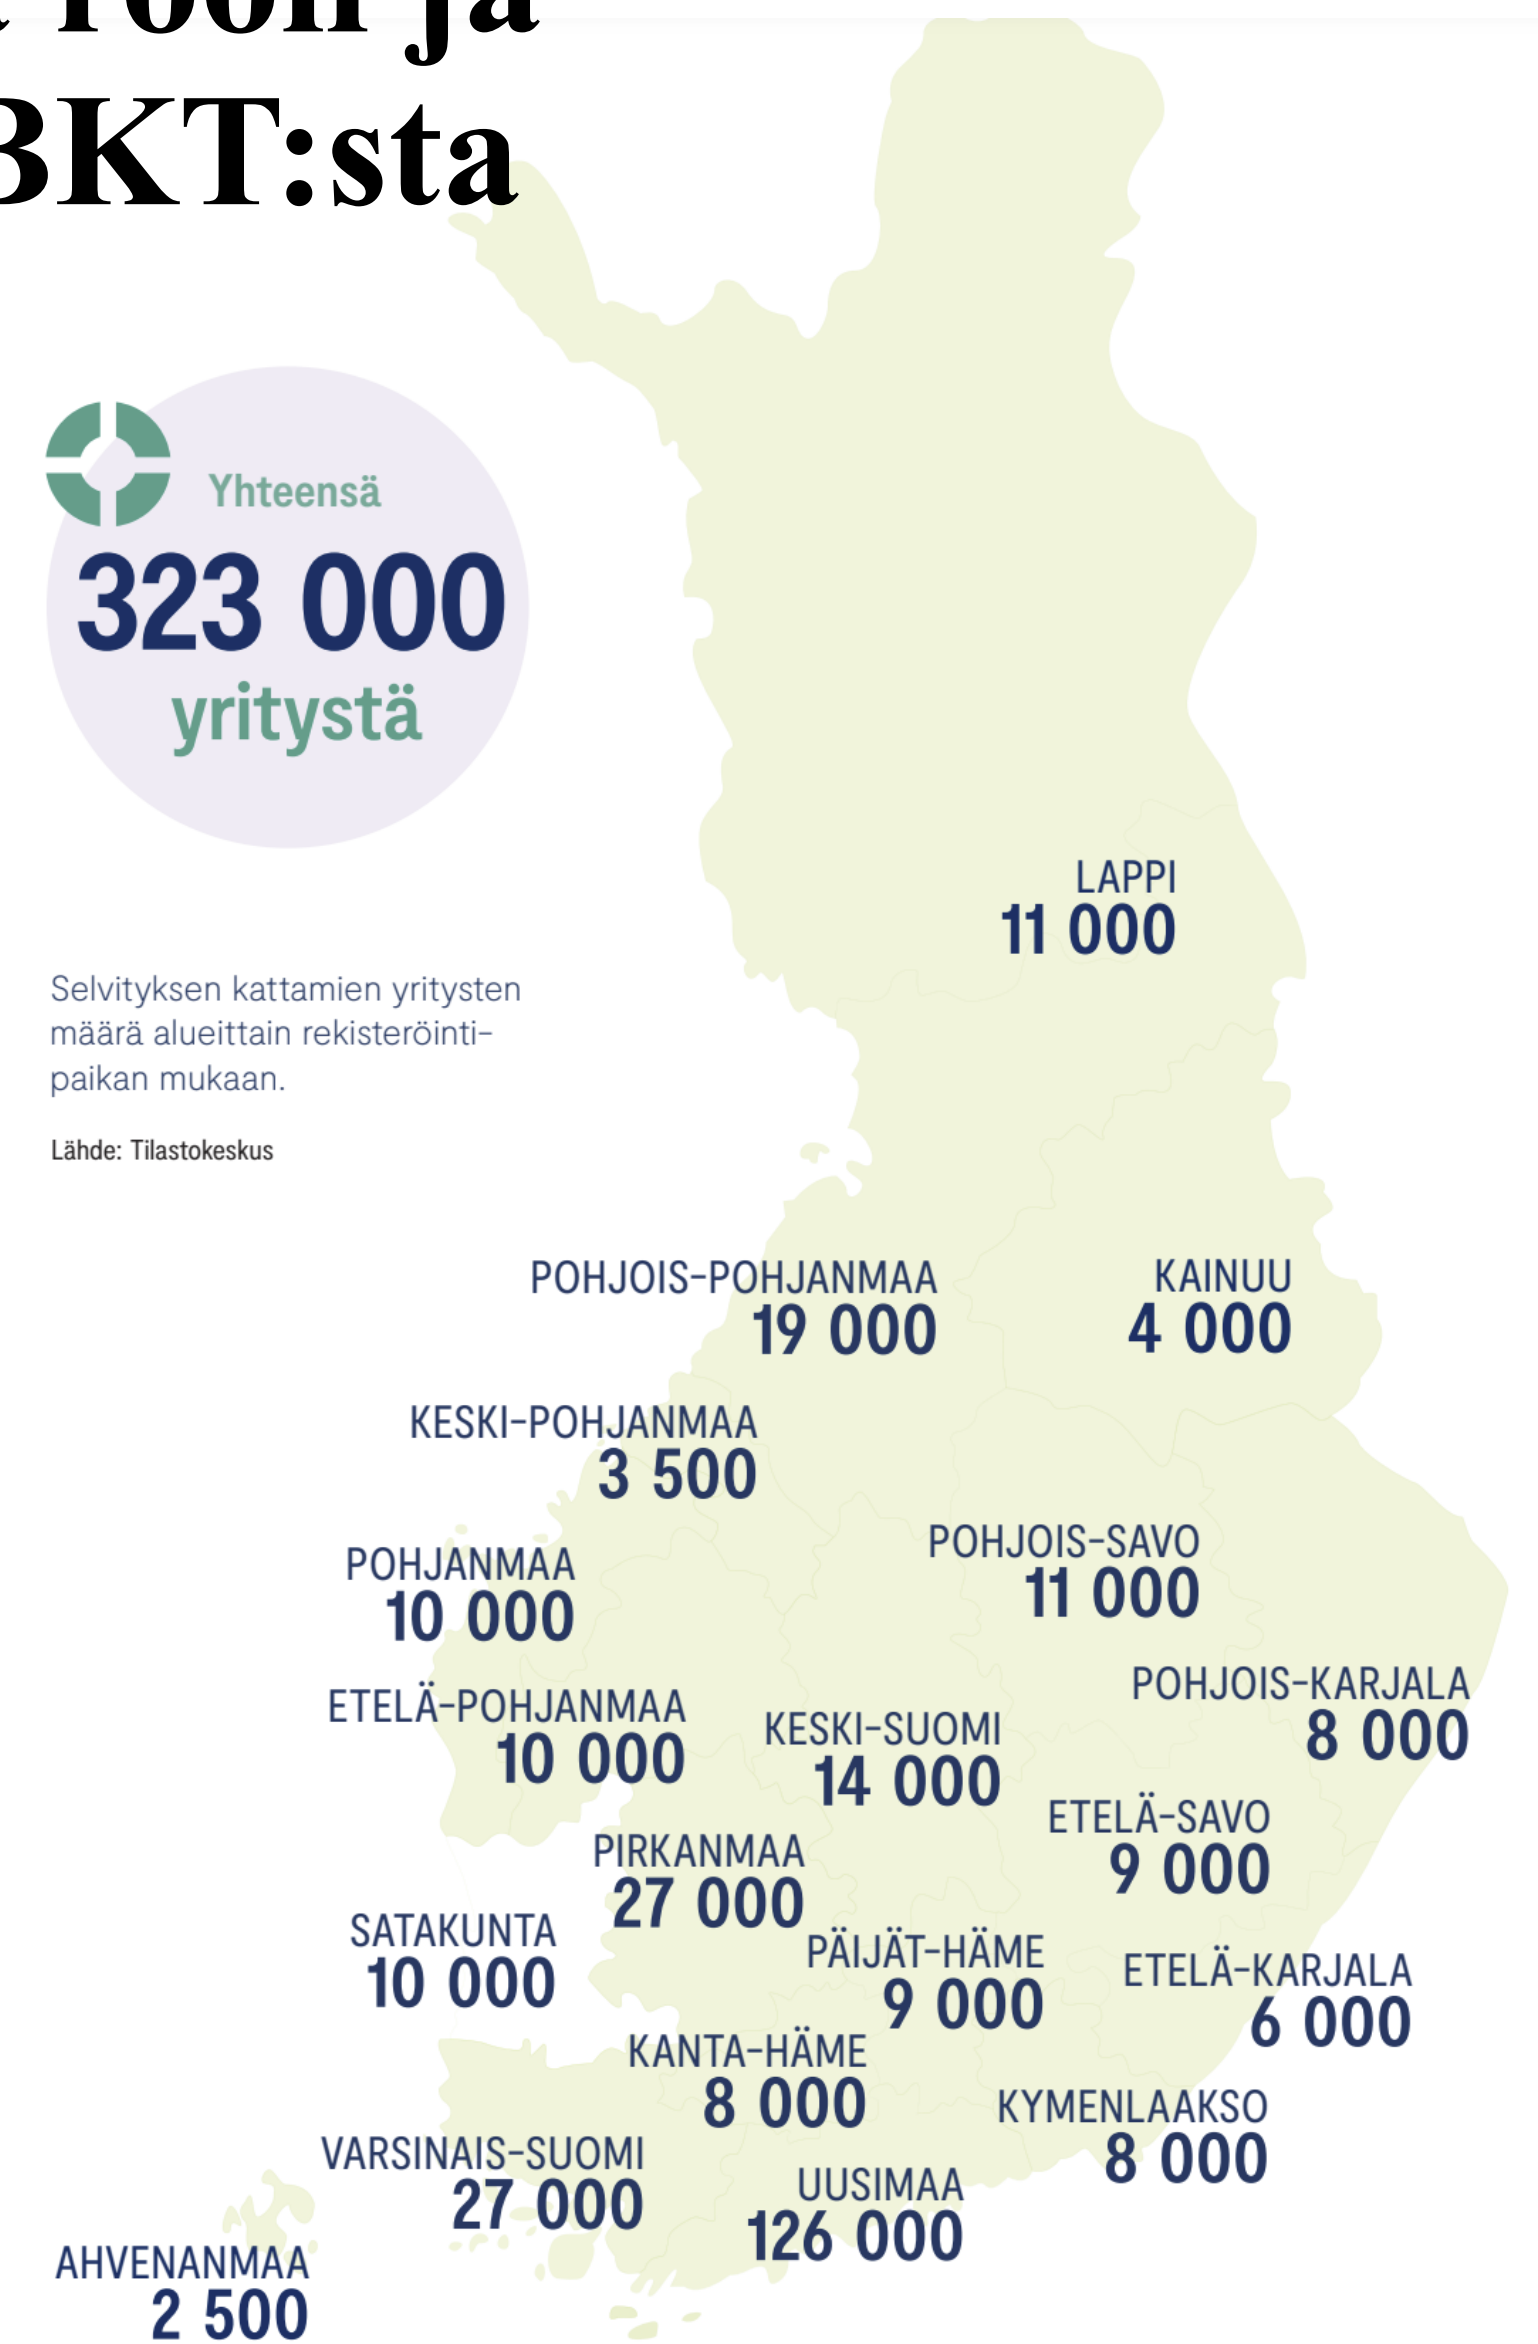 ja
BKT:sta
Yhteensä
323 000
yritystä
LAPPI
11 000
Selvityksen kattamien yritysten
määrä alueittain rekisteröinti-
paikan mukaan.
Lähde: Tilastokeskus
POHJOIS-POHJANMAA
19 000
KAINUU
4 000
KESKI-POHJANMAA
3 500
POHJOIS-SAVO
11 000
POHJANMAA
10 000
POHJOIS-KARJALA
8 000
ETELÄ-POHJANMAA
10 000
KESKI-SUOMI
14 000
ETELÄ-SAVO
9 000
PIRKANMAA
27 000
SATAKUNTA
10 000
PÄIJÄT-HÄME
9 000
ETELÄ-KARJALA
6 000
KANTA-HÄME
8 000
KYMENLAAKSO
8 000
VARSINAIS-SUOMI
27 000
UUSIMAA
126 000
AHVENANMAA
2 500